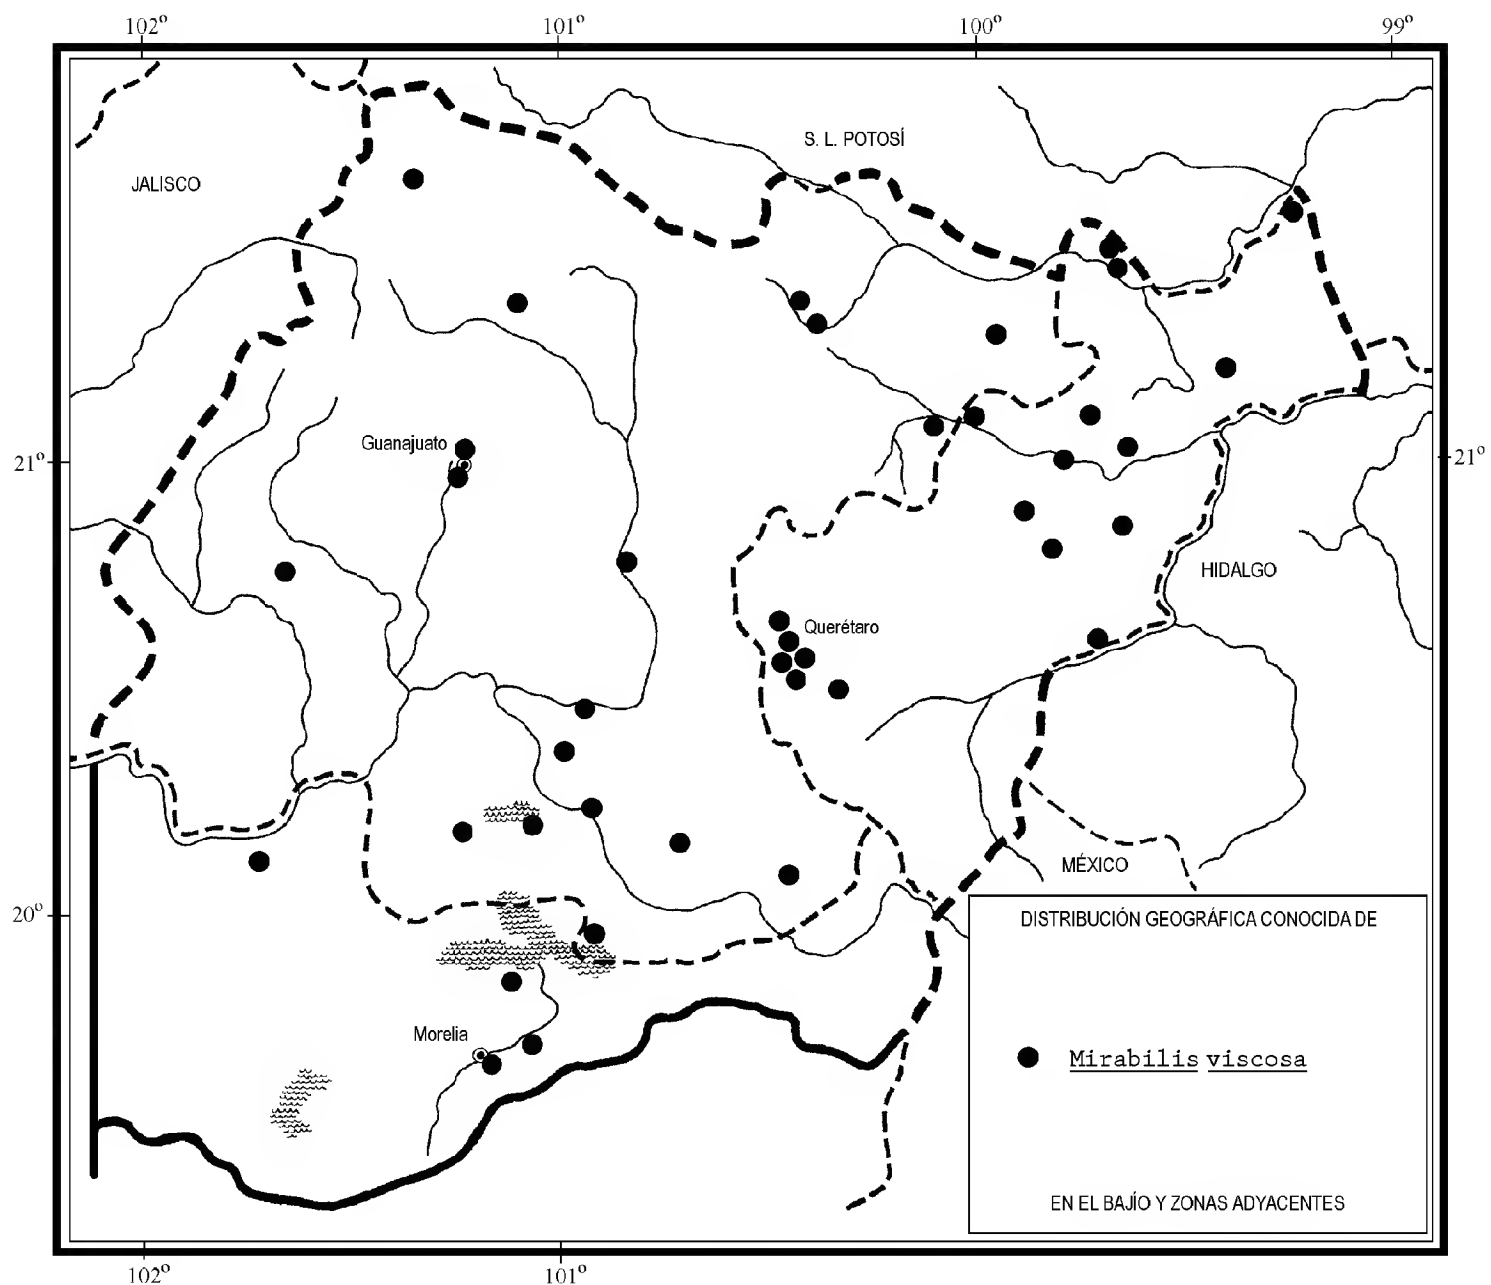 102º 101º 100º 99º
S. L. POTOSÍ
JALISCO
Guanajuato
21º
21º
HIDALGO
Querétaro
MÉXICO
20º
DISTRIBUCIÓN GEOGRÁFICA CONOCIDA DE
Morelia
Mirabilis viscosa
EN EL BAJÍO Y ZONAS ADYACENTES
102º 101º